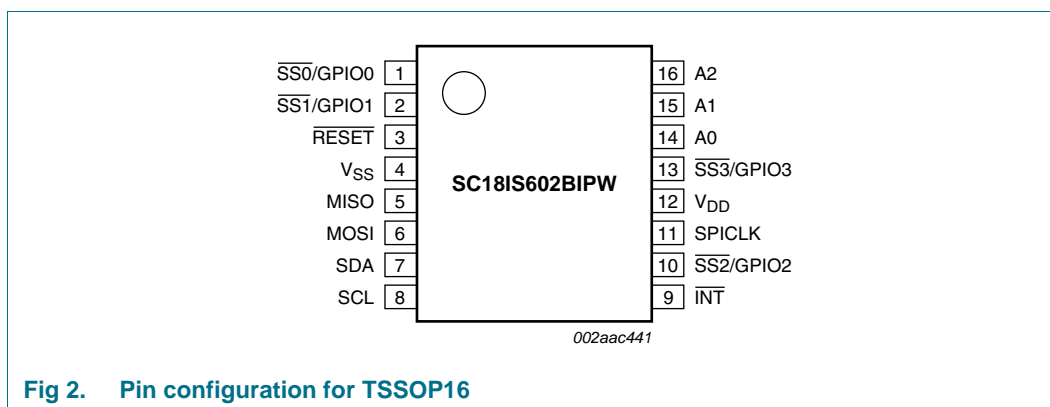 SS0/GPIO0 1 16 A2
SS1/GPIO1 2 15 A1
RESET 3 14 A0
VSS 4 13 SS3/GPIO3
SC18IS602BIPW
MISO 5 12 VDD
MOSI 6 11 SPICLK
SDA 7 10 SS2/GPIO2
SCL 8 9 INT
002aac441
Fig 2. Pin configuration for TSSOP16